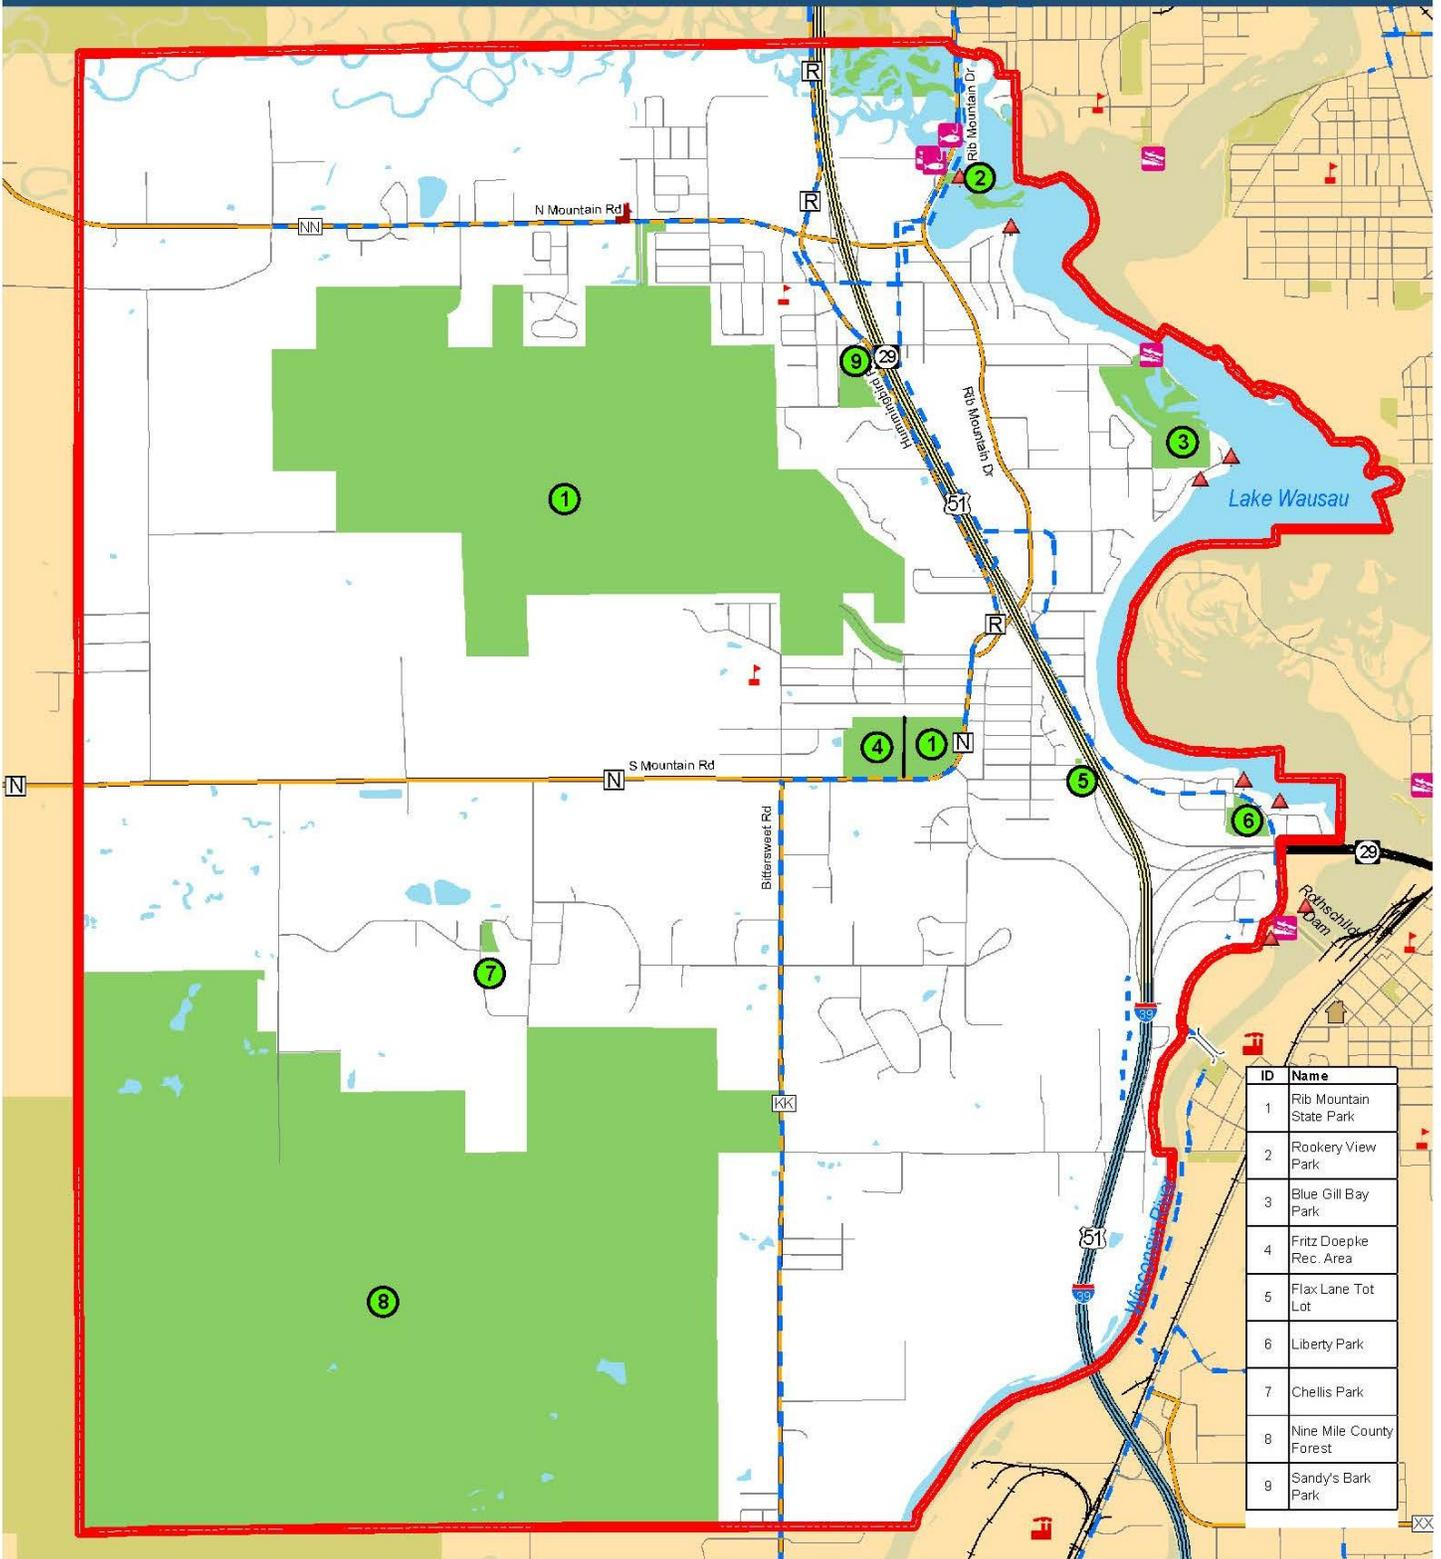 R
Rib Mountain Dr
2
R
N Mountain Rd
NN
9
29
Hummingbird R
Rib Mountain Dr
3
1
51
Lake Wausau
R
4
1
N
S Mountain Rd
N
N
5
6
Bittersweet Rd
29
Rothschild
Dam
7
39
KK
51
Wisconsin River
39
8
XX
ID Name
1 Rib Mountain
State Park
2 Rookery View
Park
3 Blue Gill Bay
Park
4 Fritz Doepke
Rec. Area
5 Flax Lane Tot
Lot
6 Liberty Park
7 Chellis Park
8 Nine Mile County
Forest
9 Sandy's Bark
Park